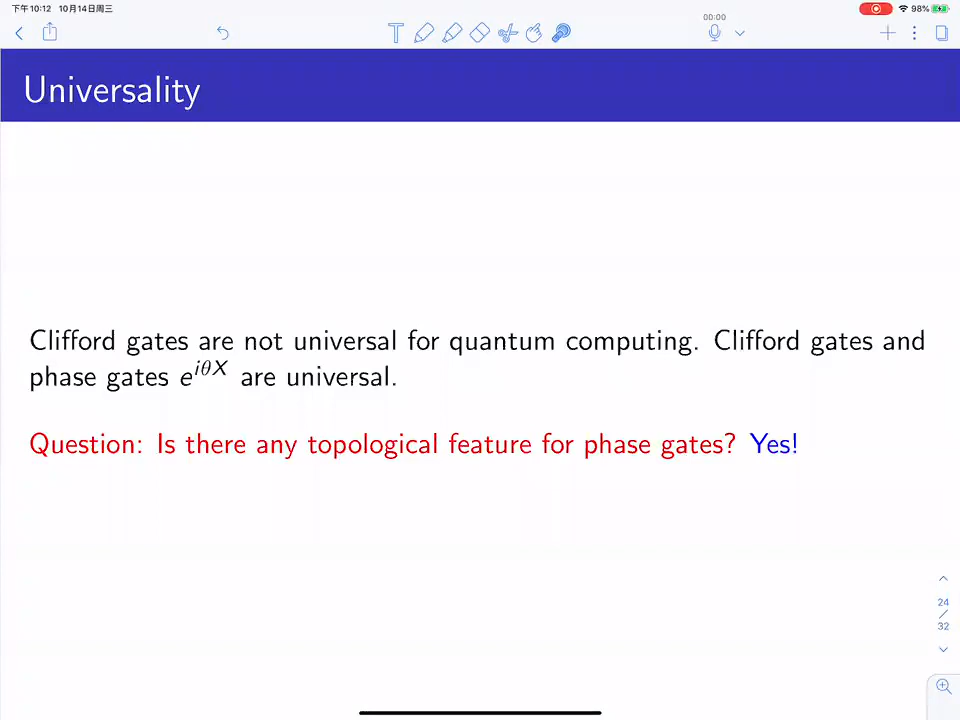 下午10:12 10月14日周三
98%
00:00
Universality
Clifford gates are not universal for quantum computing. Clifford gates and
phase gates e^{iθX} are universal.
Question: Is there any topological feature for phase gates? Yes!
24
/
32